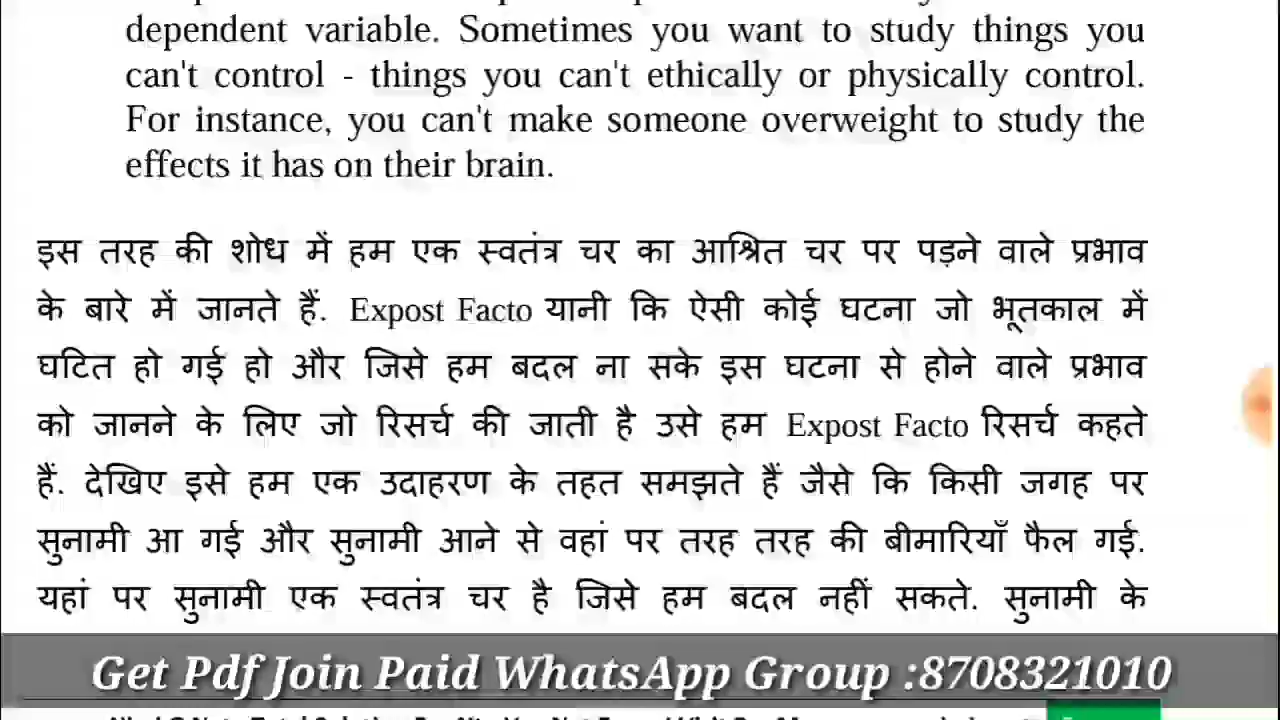 dependent variable. Sometimes you want to study things you
can't control - things you can't ethically or physically control.
For instance, you can't make someone overweight to study the
effects it has on their brain.
इस तरह की शोध में हम एक स्वतंत्र चर का आश्रित चर पर पड़ने वाले प्रभाव
के बारे में जानते हैं. Expost Facto यानी कि ऐसी कोई घटना जो भूतकाल में
घटित हो गई हो और जिसे हम बदल ना सके इस घटना से होने वाले प्रभाव
को जानने के लिए जो रिसर्च की जाती है उसे हम Expost Facto रिसर्च कहते
हैं. देखिए इसे हम एक उदाहरण के तहत समझते हैं जैसे कि किसी जगह पर
सुनामी आ गई और सुनामी आने से वहां पर तरह तरह की बीमारियाँ फैल गई.
यहां पर सुनामी एक स्वतंत्र चर है जिसे हम बदल नहीं सकते. सुनामी के
Get Pdf Join Paid WhatsApp Group :8708321010